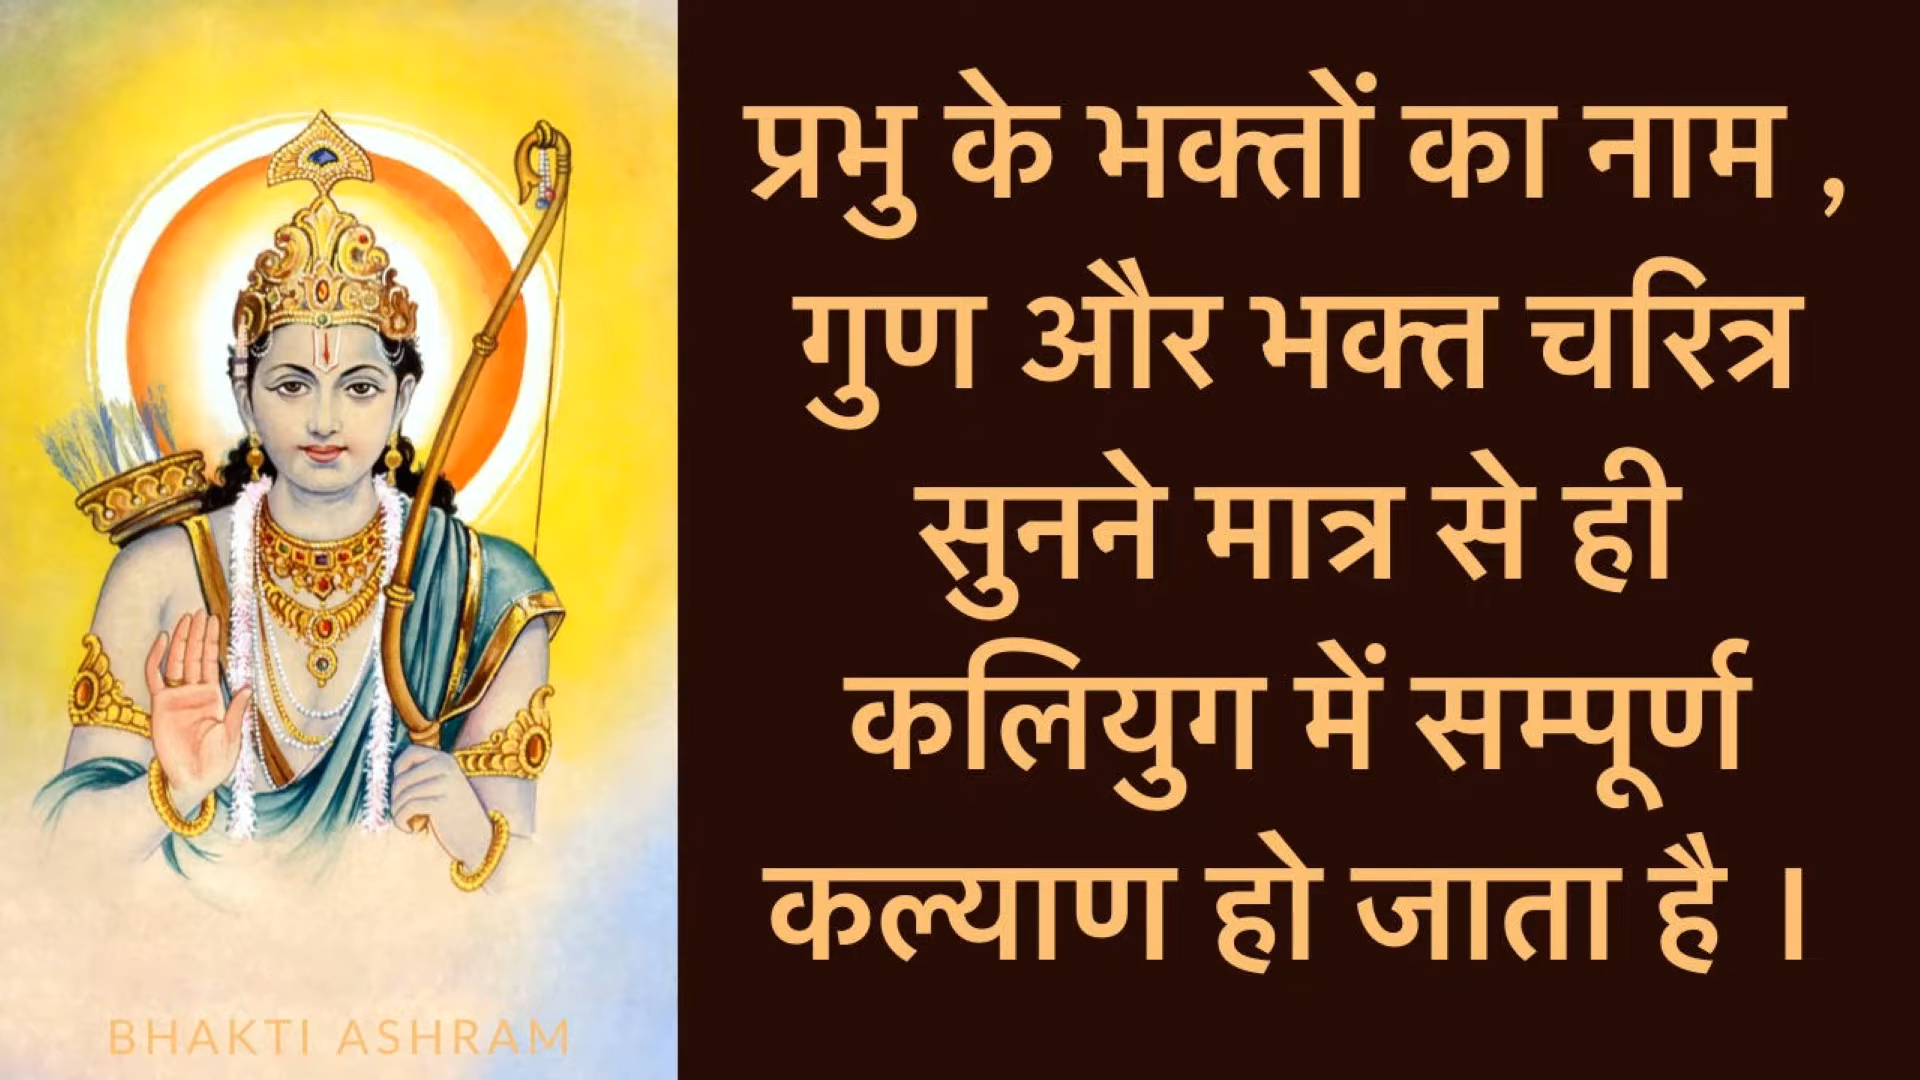 प्रभु के भक्तों का नाम ,
गुण और भक्त चरित्र
सुनने मात्र से ही
कलियुग में सम्पूर्ण
कल्याण हो जाता है ।
BHAKTI ASHRAM